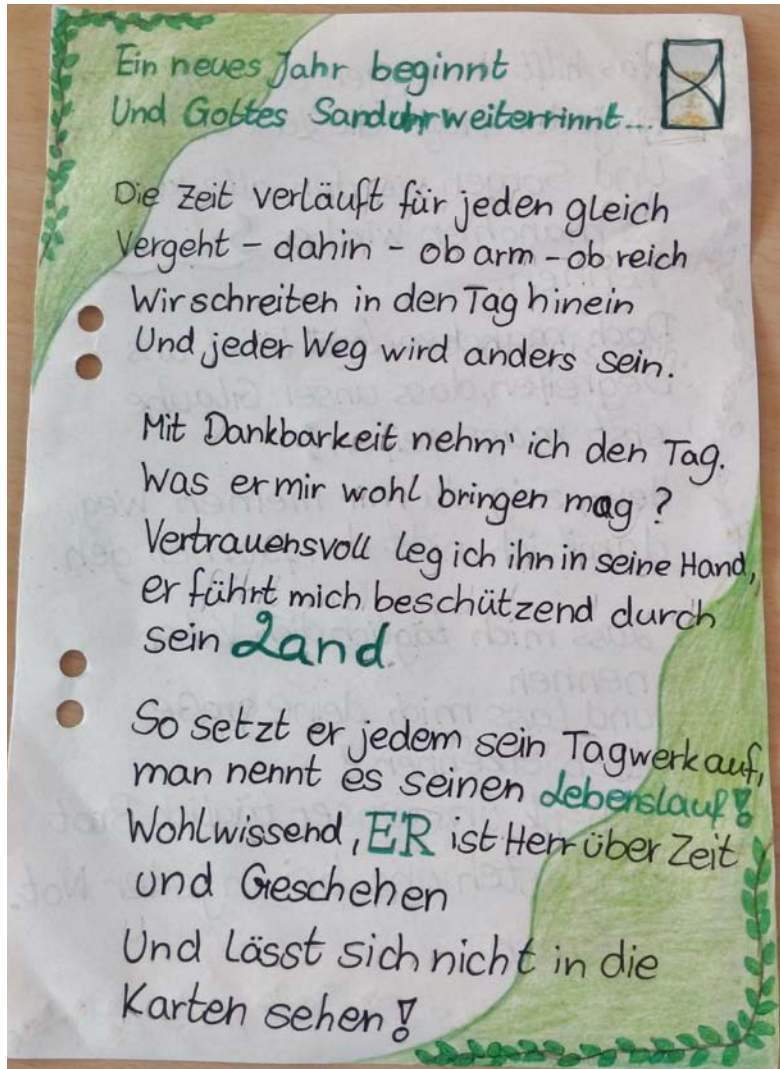 Ein neues Jahr beginnt
Und Gottes Sanduhr weiterrinnt...
Die Zeit verläuft für jeden gleich
Vergeht - dahin - ob arm - ob reich
Wir schreiten in den Tag hinein
Und jeder Weg wird anders sein.
Mit Dankbarkeit nehm' ich den Tag.
Was er mir wohl bringen mag?
Vertrauensvoll leg ich ihn in seine Hand,
er führt mich beschützend durch
sein Land
So setzt er jedem sein Tagwerk auf,
man nennt es seinen Lebenslauf!
Wohlwissend, ER ist Herr über Zeit
und Geschehen
Und lässt sich nicht in die
Karten sehen!